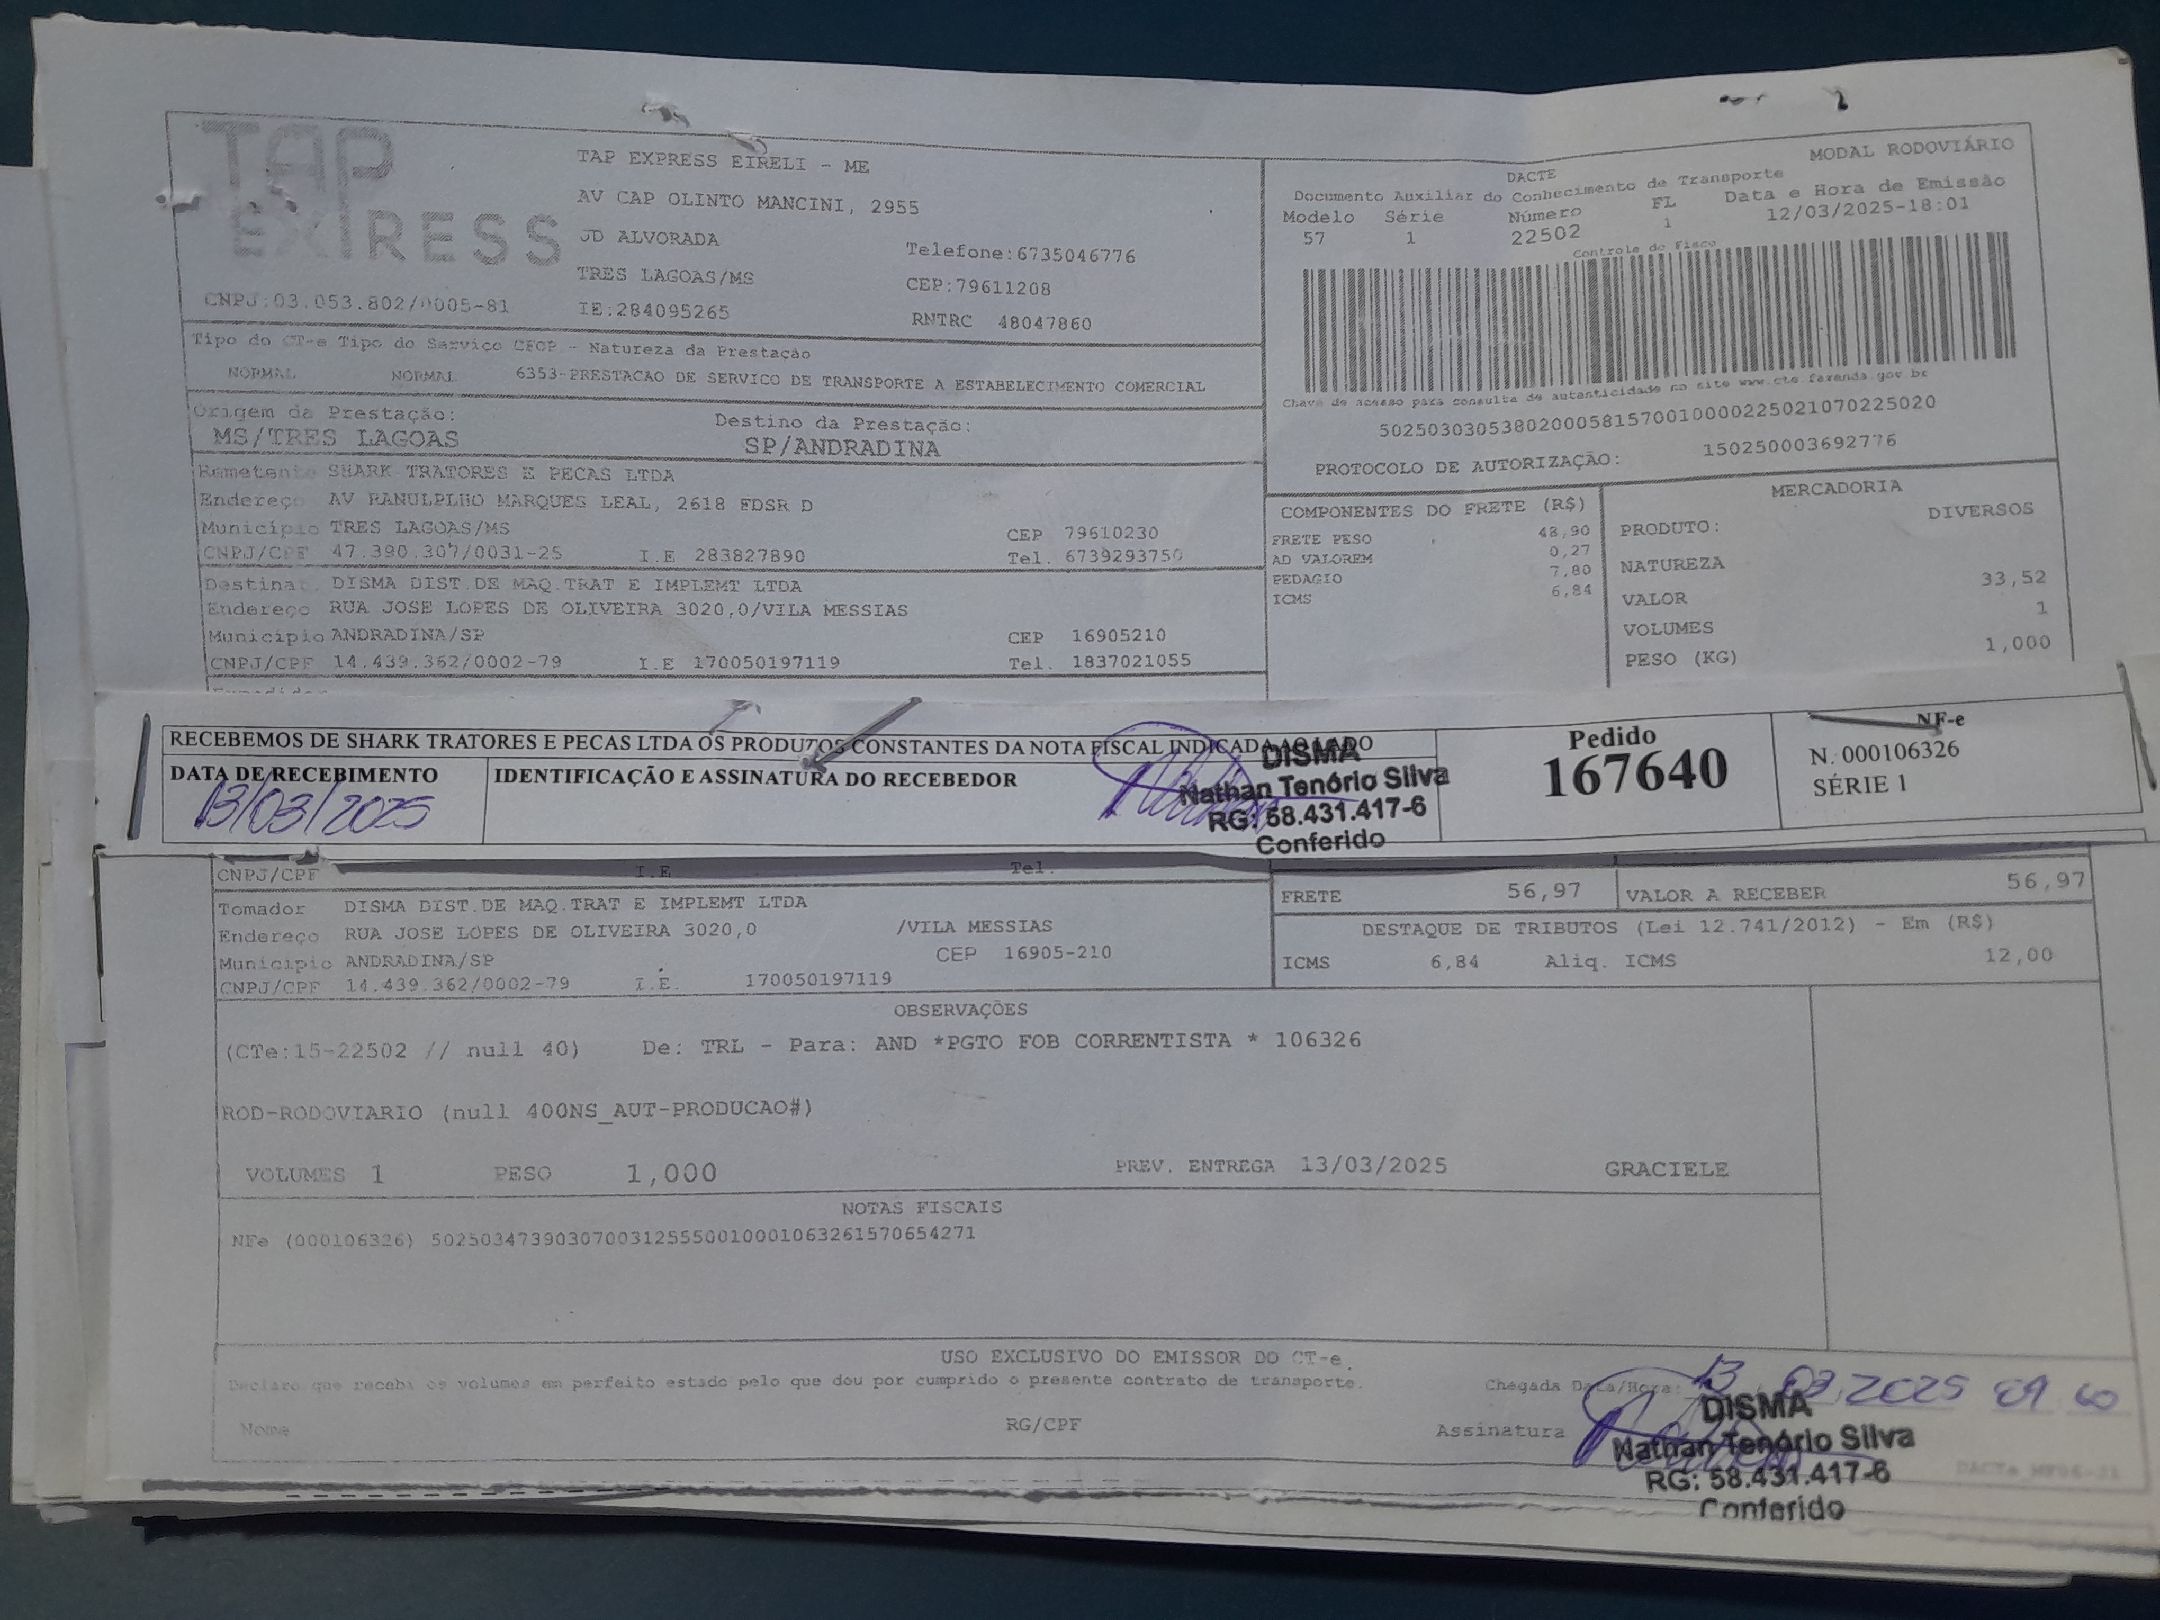 TAP EXPRESS
TAP EXPRESS EIRELI - ME
AV CAP OLINTO MANCINI, 2955
JD ALVORADA
Telefone:6735046776
TRES LAGOAS/MS
CEP:79611208
CNPJ:03.053.802/0005-81
IE:284095265
RNTRC 48047860
MODAL RODOVIÁRIO
DACTE
Documento Auxiliar do Conhecimento de Transporte
Modelo Série Número FL Data e Hora de Emissão
57 1 22502 1 12/03/2025-18:01
Controle do Fisco
Chave de acesso para consulta de autenticidade no site www.cte.fazenda.gov.br
50250303053802000581570010000225021070225020
PROTOCOLO DE AUTORIZAÇÃO: 150250003692776
Tipo do CT-e Tipo do Serviço CFOP - Natureza da Prestação
NORMAL NORMAL 6353-PRESTACAO DE SERVICO DE TRANSPORTE A ESTABELECIMENTO COMERCIAL
Origem da Prestação: Destino da Prestação:
MS/TRES LAGOAS SP/ANDRADINA
Remetente SHARK TRATORES E PECAS LTDA
Endereço AV RANULPLHO MARQUES LEAL, 2618 FDSR D
Município TRES LAGOAS/MS CEP 79610230
CNPJ/CPF 47.390.307/0031-25 I.E 283827890 Tel. 6739293750
Destinat. DISMA DIST.DE MAQ.TRAT E IMPLEMT LTDA
Endereço RUA JOSE LOPES DE OLIVEIRA 3020,0/VILA MESSIAS
Município ANDRADINA/SP CEP 16905210
CNPJ/CPF 14.439.362/0002-79 I.E 170050197119 Tel. 1837021055
COMPONENTES DO FRETE (R$)
FRETE PESO 48,90
AD VALOREM 0,27
PEDAGIO 7,80
ICMS 6,84
MERCADORIA
PRODUTO: DIVERSOS
NATUREZA
VALOR 33,52
VOLUMES 1
PESO (KG) 1,000
RECEBEMOS DE SHARK TRATORES E PECAS LTDA OS PRODUTOS CONSTANTES DA NOTA FISCAL INDICADA AO LADO
DATA DE RECEBIMENTO
13/03/2025
IDENTIFICAÇÃO E ASSINATURA DO RECEBEDOR
DISMA
Nathan Tenório Silva
RG: 58.431.417-6
Conferido
Pedido
167640
NF-e
N. 000106326
SÉRIE 1
CNPJ/CPF I.E Tel.
Tomador DISMA DIST.DE MAQ.TRAT E IMPLEMT LTDA
Endereço RUA JOSE LOPES DE OLIVEIRA 3020,0 /VILA MESSIAS
Município ANDRADINA/SP CEP 16905-210
CNPJ/CPF 14.439.362/0002-79 I.E. 170050197119
FRETE 56,97 VALOR A RECEBER 56,97
DESTAQUE DE TRIBUTOS (Lei 12.741/2012) - Em (R$)
ICMS 6,84 Aliq. ICMS 12,00
OBSERVAÇÕES
(CTe:15-22502 // null 40) De: TRL - Para: AND *PGTO FOB CORRENTISTA * 106326
ROD-RODOVIARIO (null 400NS_AUT-PRODUCAO#)
VOLUMES 1 PESO 1,000 PREV. ENTREGA 13/03/2025 GRACIELE
NOTAS FISCAIS
NFe (000106326) 50250347390307003125550010001063261570654271
USO EXCLUSIVO DO EMISSOR DO CT-e.
Declaro que recebi os volumes em perfeito estado pelo que dou por cumprido o presente contrato de transporte.
Chegada Data/Hora: 13 03 2025 09
Nome RG/CPF Assinatura
DISMA
Nathan Tenório Silva
RG: 58.431.417-6
Conferido